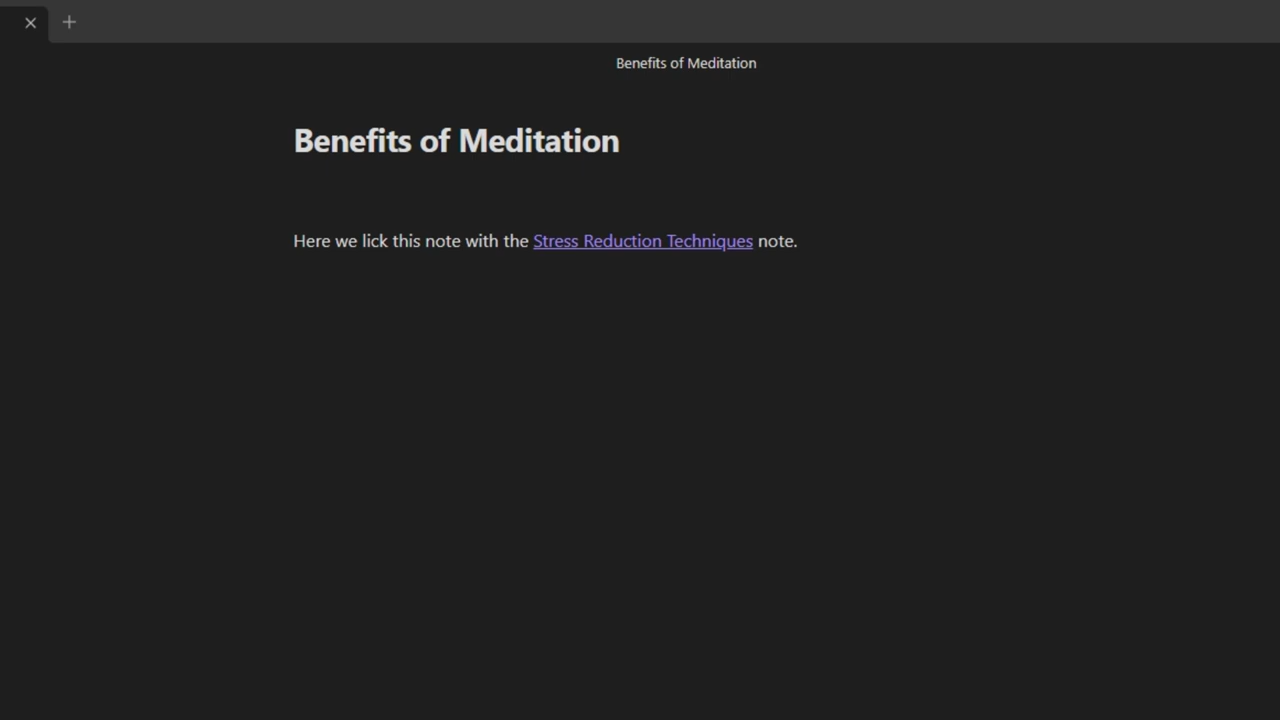 Benefits of Meditation
Benefits of Meditation
Here we lick this note with the Stress Reduction Techniques note.